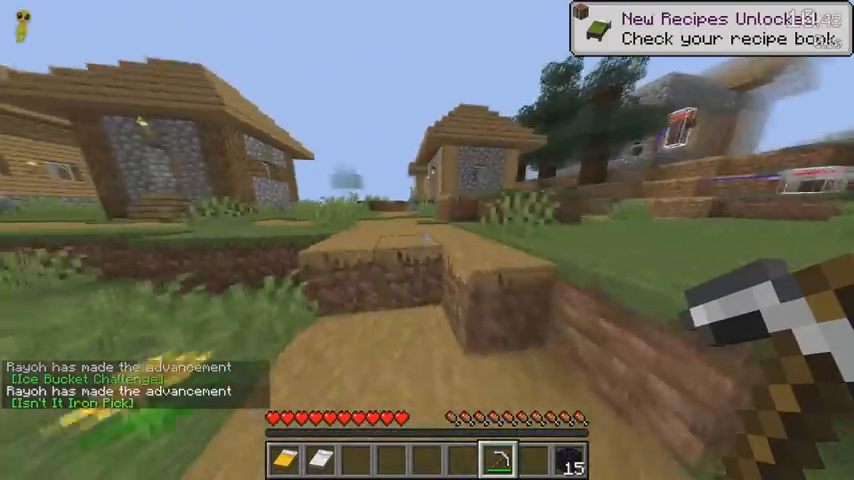 New Recipes Unlocked!
Check your recipe book.
Rayoh has made the advancement
[Ice Bucket Challenge]
Rayoh has made the advancement
[Isn't It Iron Pick]
15